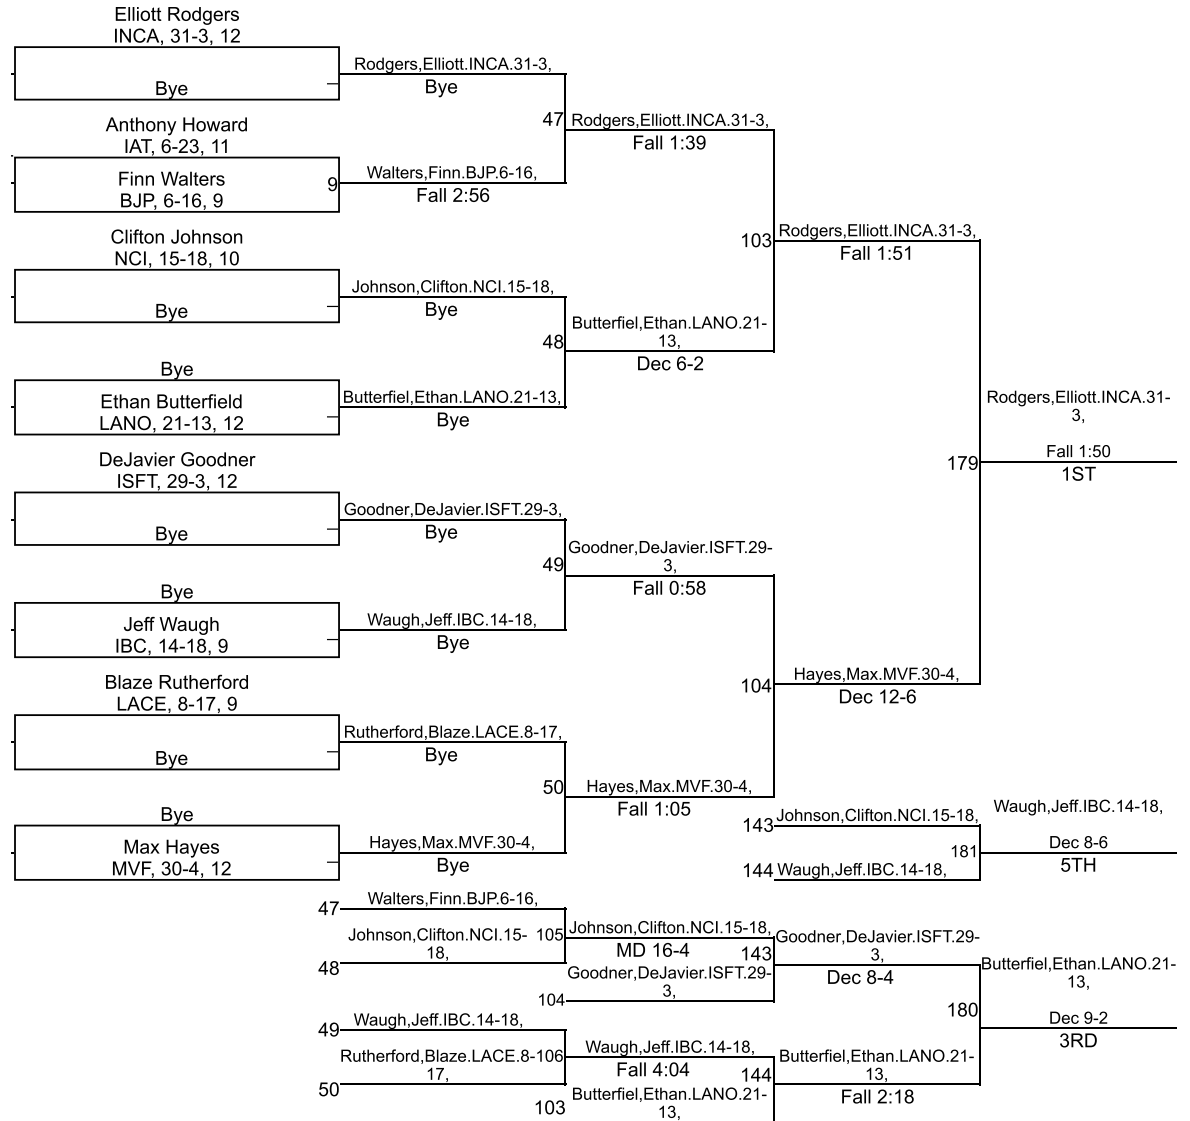 Elliott Rodgers
INCA, 31-3, 12
Bye
Rodgers,Elliott.INCA.31-3,
Bye
Anthony Howard
IAT, 6-23, 11
Finn Walters
BJP, 6-16, 9
9
Walters,Finn.BJP.6-16,
Fall 2:56
47
Rodgers,Elliott.INCA.31-3,
Fall 1:39
Clifton Johnson
NCI, 15-18, 10
Bye
Johnson,Clifton.NCI.15-18,
Bye
Bye
Ethan Butterfield
LANO, 21-13, 12
Butterfiel,Ethan.LANO.21-13,
Bye
48
Butterfiel,Ethan.LANO.21-
13,
Dec 6-2
103
Rodgers,Elliott.INCA.31-3,
Fall 1:51
DeJavier Goodner
ISFT, 29-3, 12
Bye
Goodner,DeJavier.ISFT.29-3,
Bye
Bye
Jeff Waugh
IBC, 14-18, 9
Waugh,Jeff.IBC.14-18,
Bye
49
Goodner,DeJavier.ISFT.29-
3,
Fall 0:58
Blaze Rutherford
LACE, 8-17, 9
Bye
Rutherford,Blaze.LACE.8-17,
Bye
Bye
Max Hayes
MVF, 30-4, 12
Hayes,Max.MVF.30-4,
Bye
50
Hayes,Max.MVF.30-4,
Fall 1:05
104
Hayes,Max.MVF.30-4,
Dec 12-6
179
Rodgers,Elliott.INCA.31-
3,
Fall 1:50
1ST
143
Johnson,Clifton.NCI.15-18,
144
Waugh,Jeff.IBC.14-18,
181
Waugh,Jeff.IBC.14-18,
Dec 8-6
5TH
47
Walters,Finn.BJP.6-16,
48
Johnson,Clifton.NCI.15-
18,
105
Johnson,Clifton.NCI.15-18,
MD 16-4
104
Goodner,DeJavier.ISFT.29-
3,
143
Goodner,DeJavier.ISFT.29-
3,
Dec 8-4
49
Waugh,Jeff.IBC.14-18,
50
Rutherford,Blaze.LACE.8-
17,
106
Waugh,Jeff.IBC.14-18,
Fall 4:04
103
Butterfiel,Ethan.LANO.21-
13,
144
Butterfiel,Ethan.LANO.21-
13,
Fall 2:18
180
Butterfiel,Ethan.LANO.21-
13,
Dec 9-2
3RD